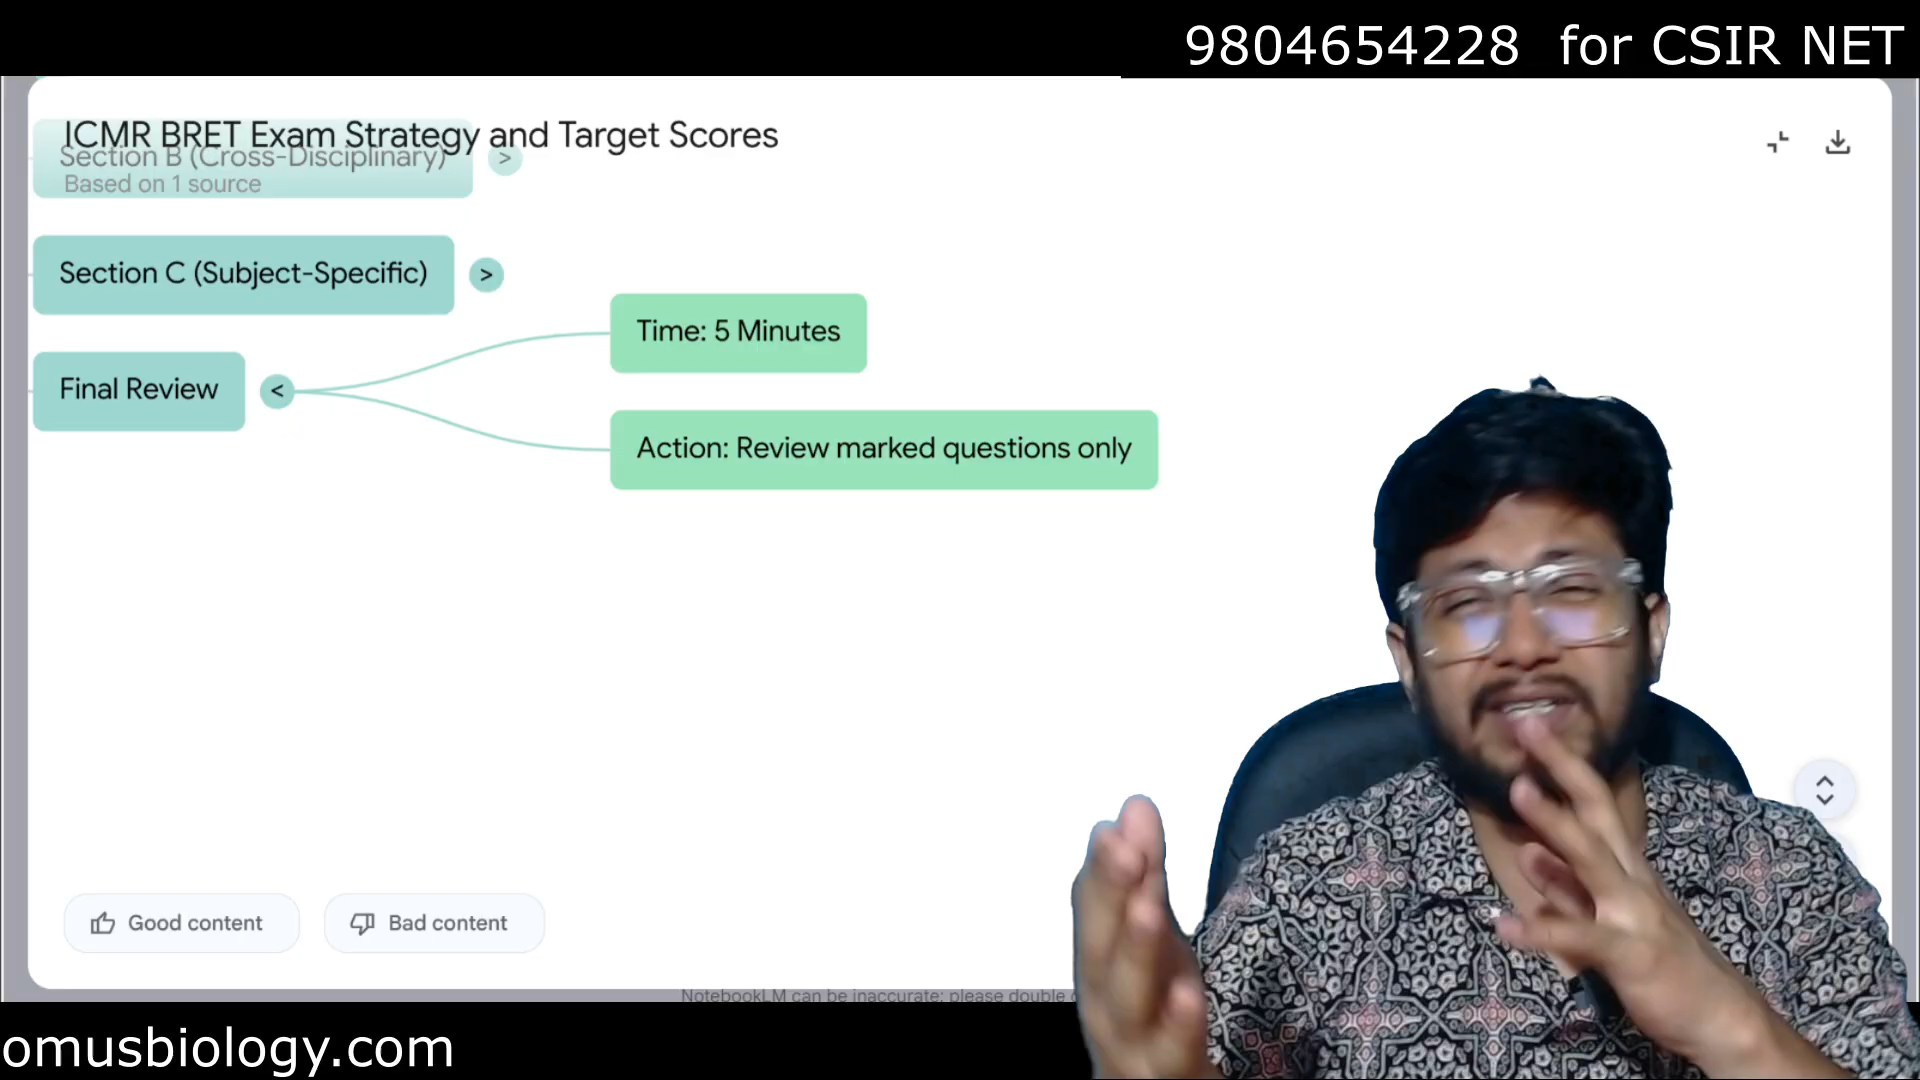 9804654228 for CSIR NET
ICMR BRET Exam Strategy and Target Scores
Section B (Cross-Disciplinary)
>
Based on 1 source
Section C (Subject-Specific)
>
Time: 5 Minutes
Final Review
<
Action: Review marked questions only
Good content
Bad content
NotebookLM can be inaccurate; please double
omusbiology.com